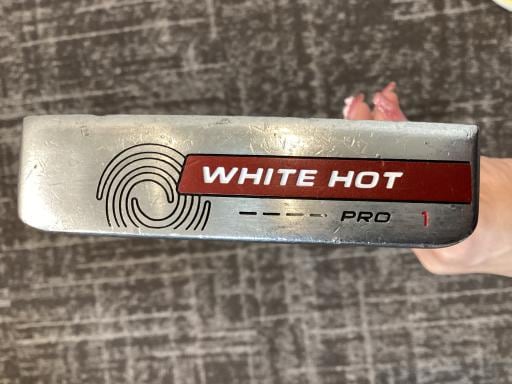 WHITE HOT
---- PRO 1